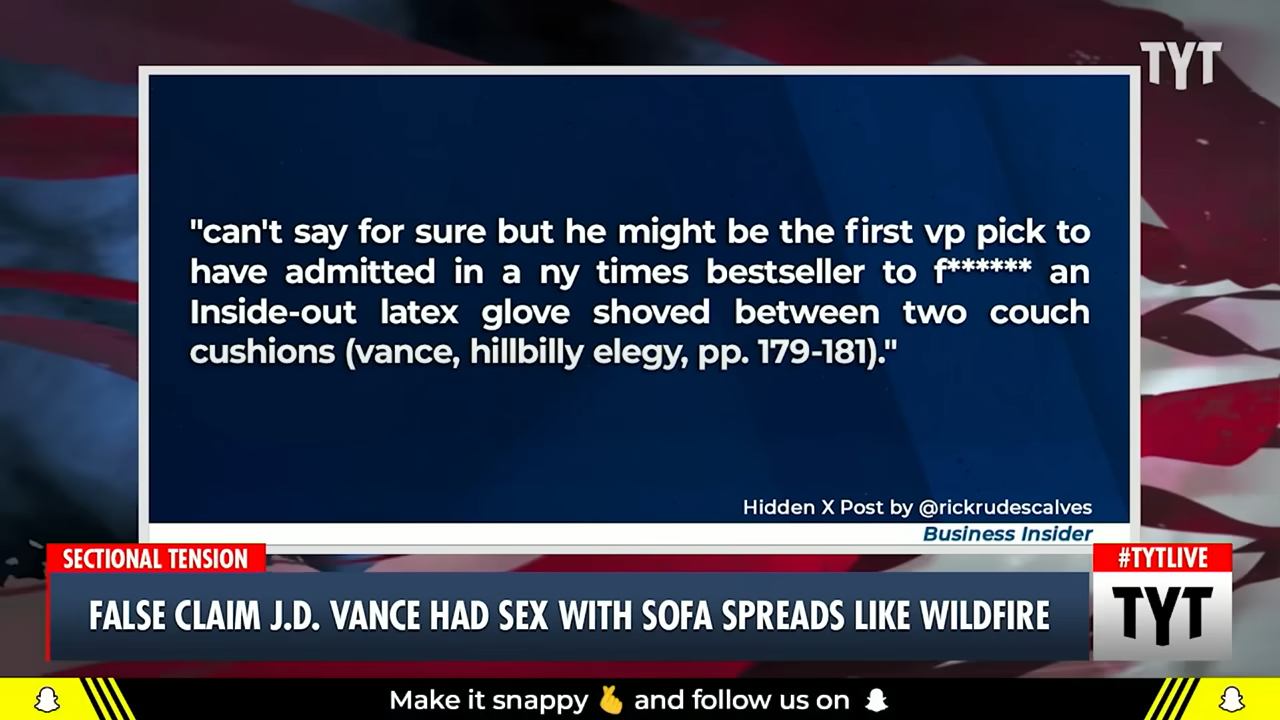 TYT
"can't say for sure but he might be the first vp pick to
have admitted in a ny times bestseller to f****** an
Inside-out latex glove shoved between two couch
cushions (vance, hillbilly elegy, pp. 179-181)."
Hidden X Post by @rickrudescalves
Business Insider
SECTIONAL TENSION
#TYTLIVE
FALSE CLAIM J.D. VANCE HAD SEX WITH SOFA SPREADS LIKE WILDFIRE
TYT
Make it snappy 🫰 and follow us on